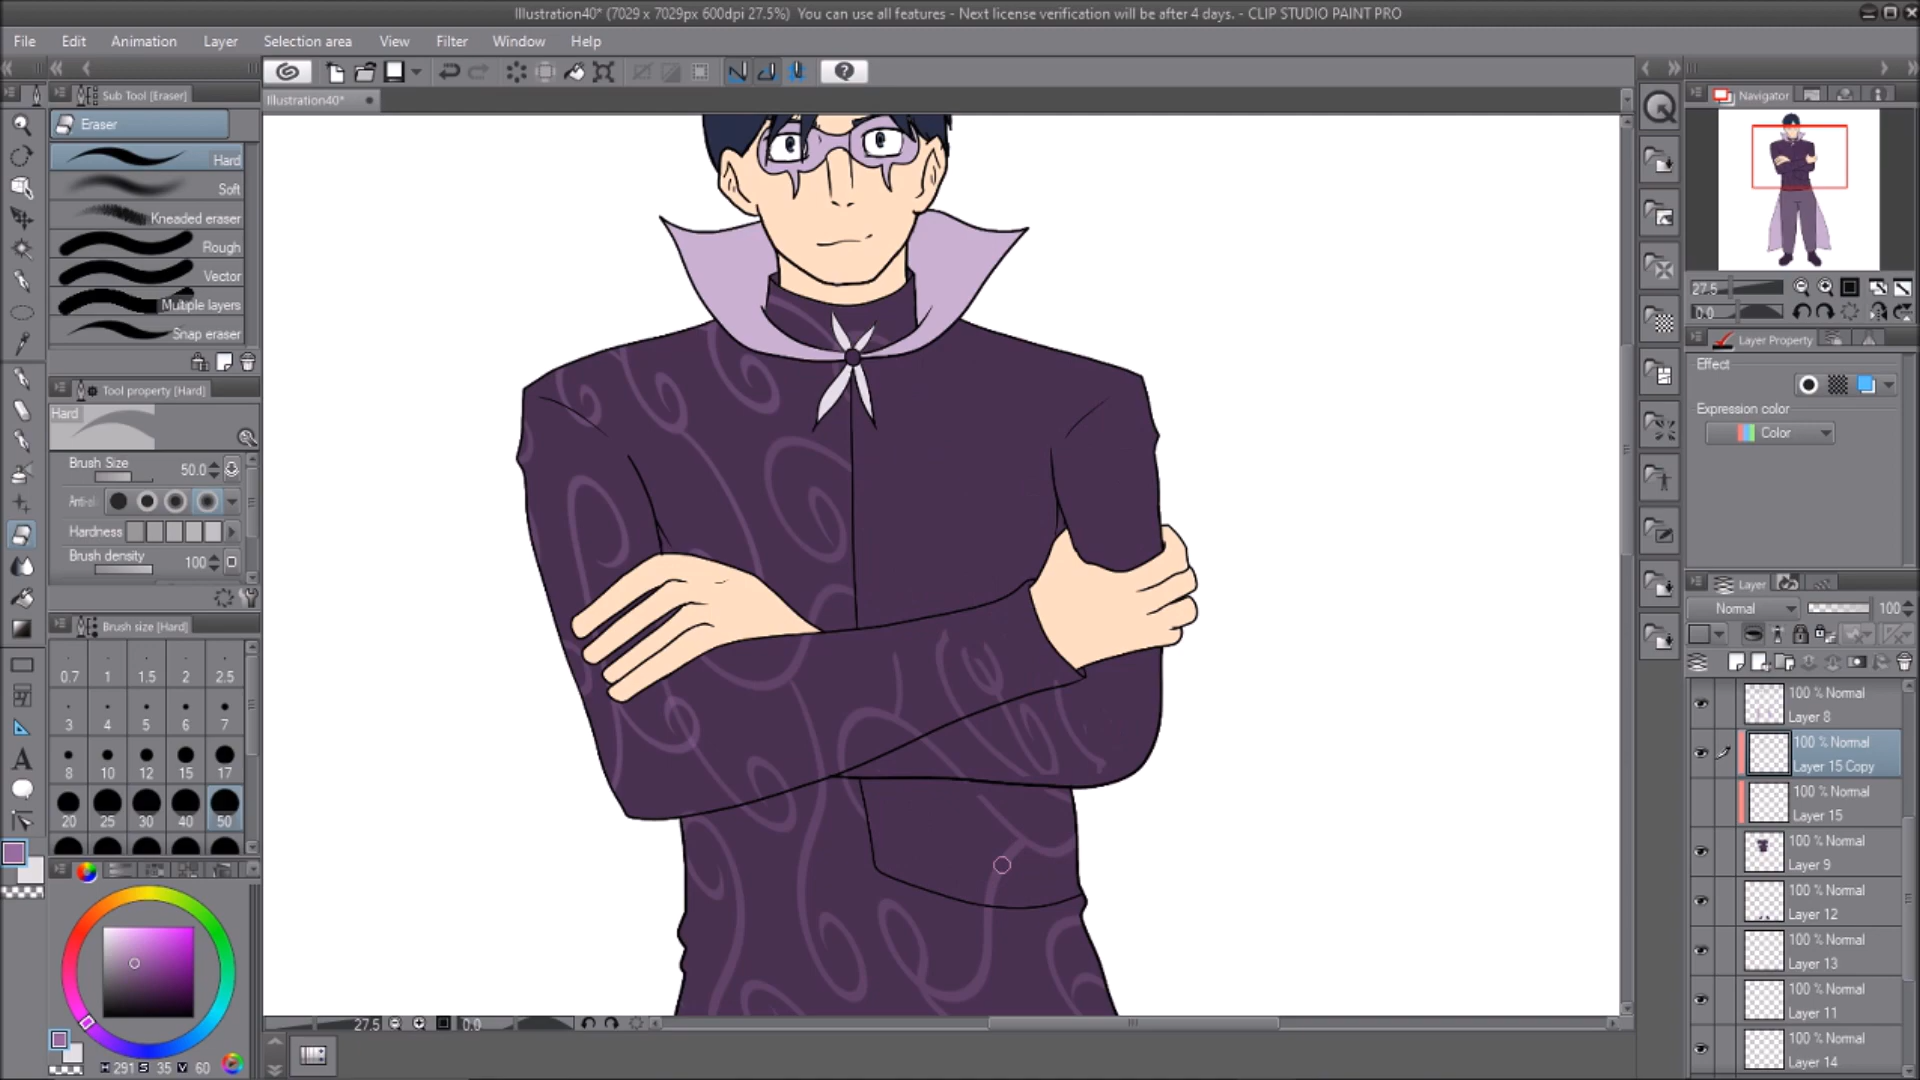 Illustration40* (7029 x 7029px 600dpi 27.5%)  You can use all features - Next license verification will be after 4 days. - CLIP STUDIO PAINT PRO
File Edit Animation Layer Selection area View Filter Window Help
Sub Tool [Eraser]
Illustration40*
Navigator
Eraser
Hard
Soft
Kneaded eraser
Rough
Vector
Multiple layers
Snap eraser
27.5
0.0
Layer Property
Effect
Expression color
Color
Tool property [Hard]
Hard
Brush Size 50.0
Anti-al
Hardness
Brush density 100
Layer
Normal 100
Brush size [Hard]
0.7 1 1.5 2 2.5
3 4 5 6 7
8 10 12 15 17
20 25 30 40 50
100 % Normal
Layer 8
100 % Normal
Layer 15 Copy
100 % Normal
Layer 15
100 % Normal
Layer 9
100 % Normal
Layer 12
100 % Normal
Layer 13
100 % Normal
Layer 11
100 % Normal
Layer 14
27.5 0.0
H 291 S 35 V 60